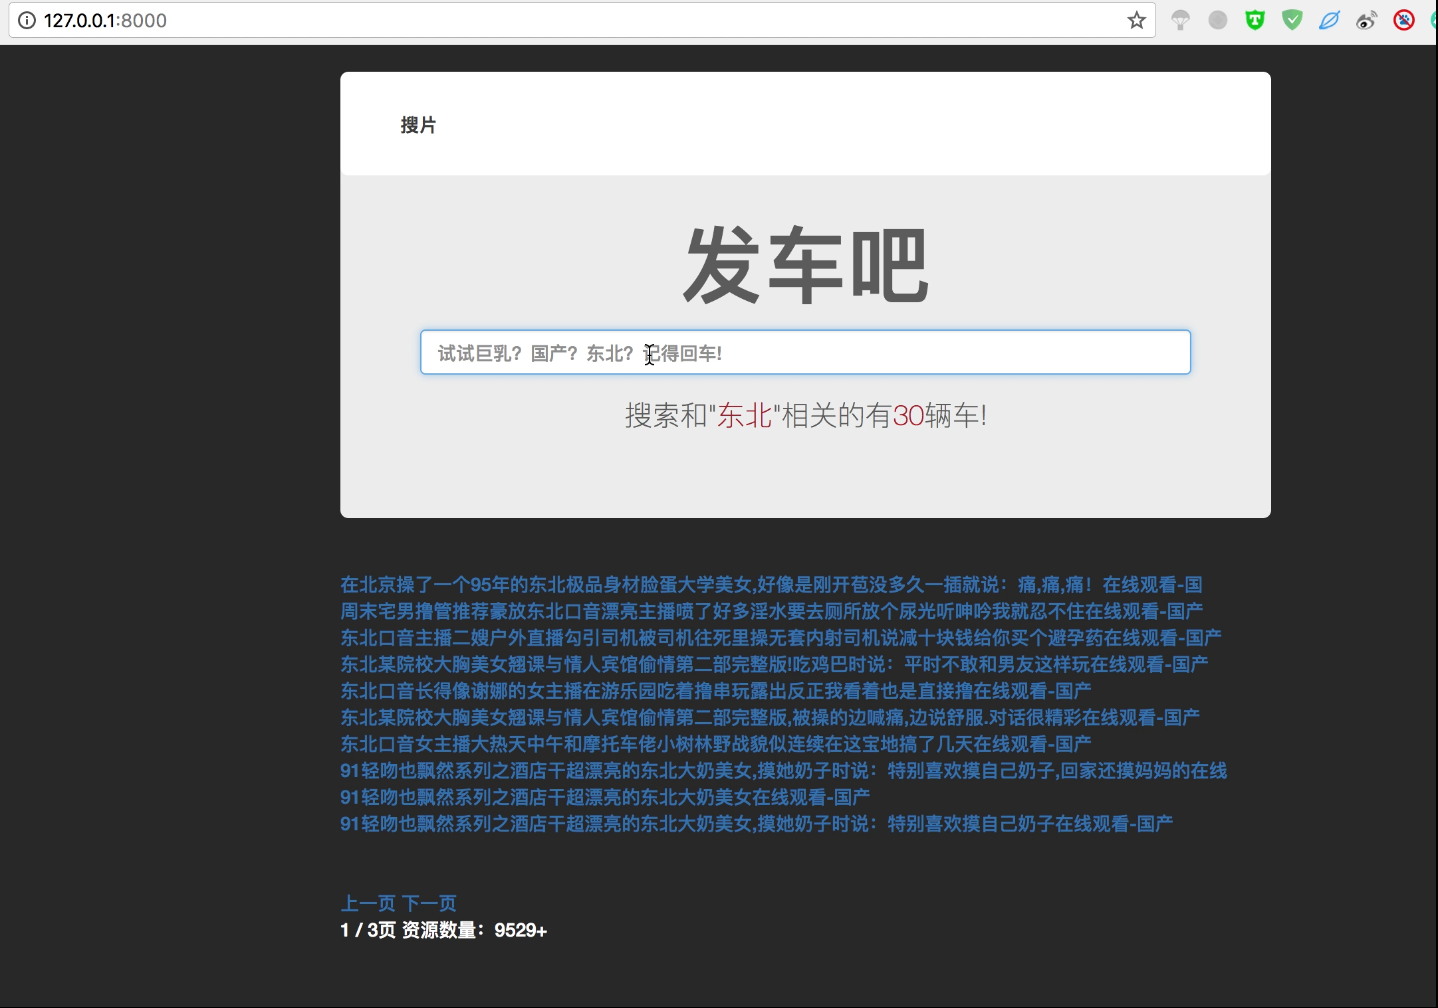 127.0.0.1:8000
搜片
发车吧
试试巨乳？国产？东北？记得回车!
搜索和"东北"相关的有30辆车!
在北京操了一个95年的东北极品身材脸蛋大学美女,好像是刚开苞没多久一插就说：痛,痛,痛！在线观看-国
周末宅男撸管推荐豪放东北口音漂亮主播喷了好多淫水要去厕所放个尿光听呻吟我就忍不住在线观看-国产
东北口音主播二嫂户外直播勾引司机被司机往死里操无套内射司机说减十块钱给你买个避孕药在线观看-国产
东北某院校大胸美女翘课与情人宾馆偷情第二部完整版!吃鸡巴时说：平时不敢和男友这样玩在线观看-国产
东北口音长得像谢娜的女主播在游乐园吃着撸串玩露出反正我看着也是直接撸在线观看-国产
东北某院校大胸美女翘课与情人宾馆偷情第二部完整版,被操的边喊痛,边说舒服.对话很精彩在线观看-国产
东北口音女主播大热天中午和摩托车佬小树林野战貌似连续在这宝地搞了几天在线观看-国产
91轻吻也飘然系列之酒店干超漂亮的东北大奶美女,摸她奶子时说：特别喜欢摸自己奶子,回家还摸妈妈的在线
91轻吻也飘然系列之酒店干超漂亮的东北大奶美女在线观看-国产
91轻吻也飘然系列之酒店干超漂亮的东北大奶美女,摸她奶子时说：特别喜欢摸自己奶子在线观看-国产
上一页 下一页
1 / 3页 资源数量：9529+